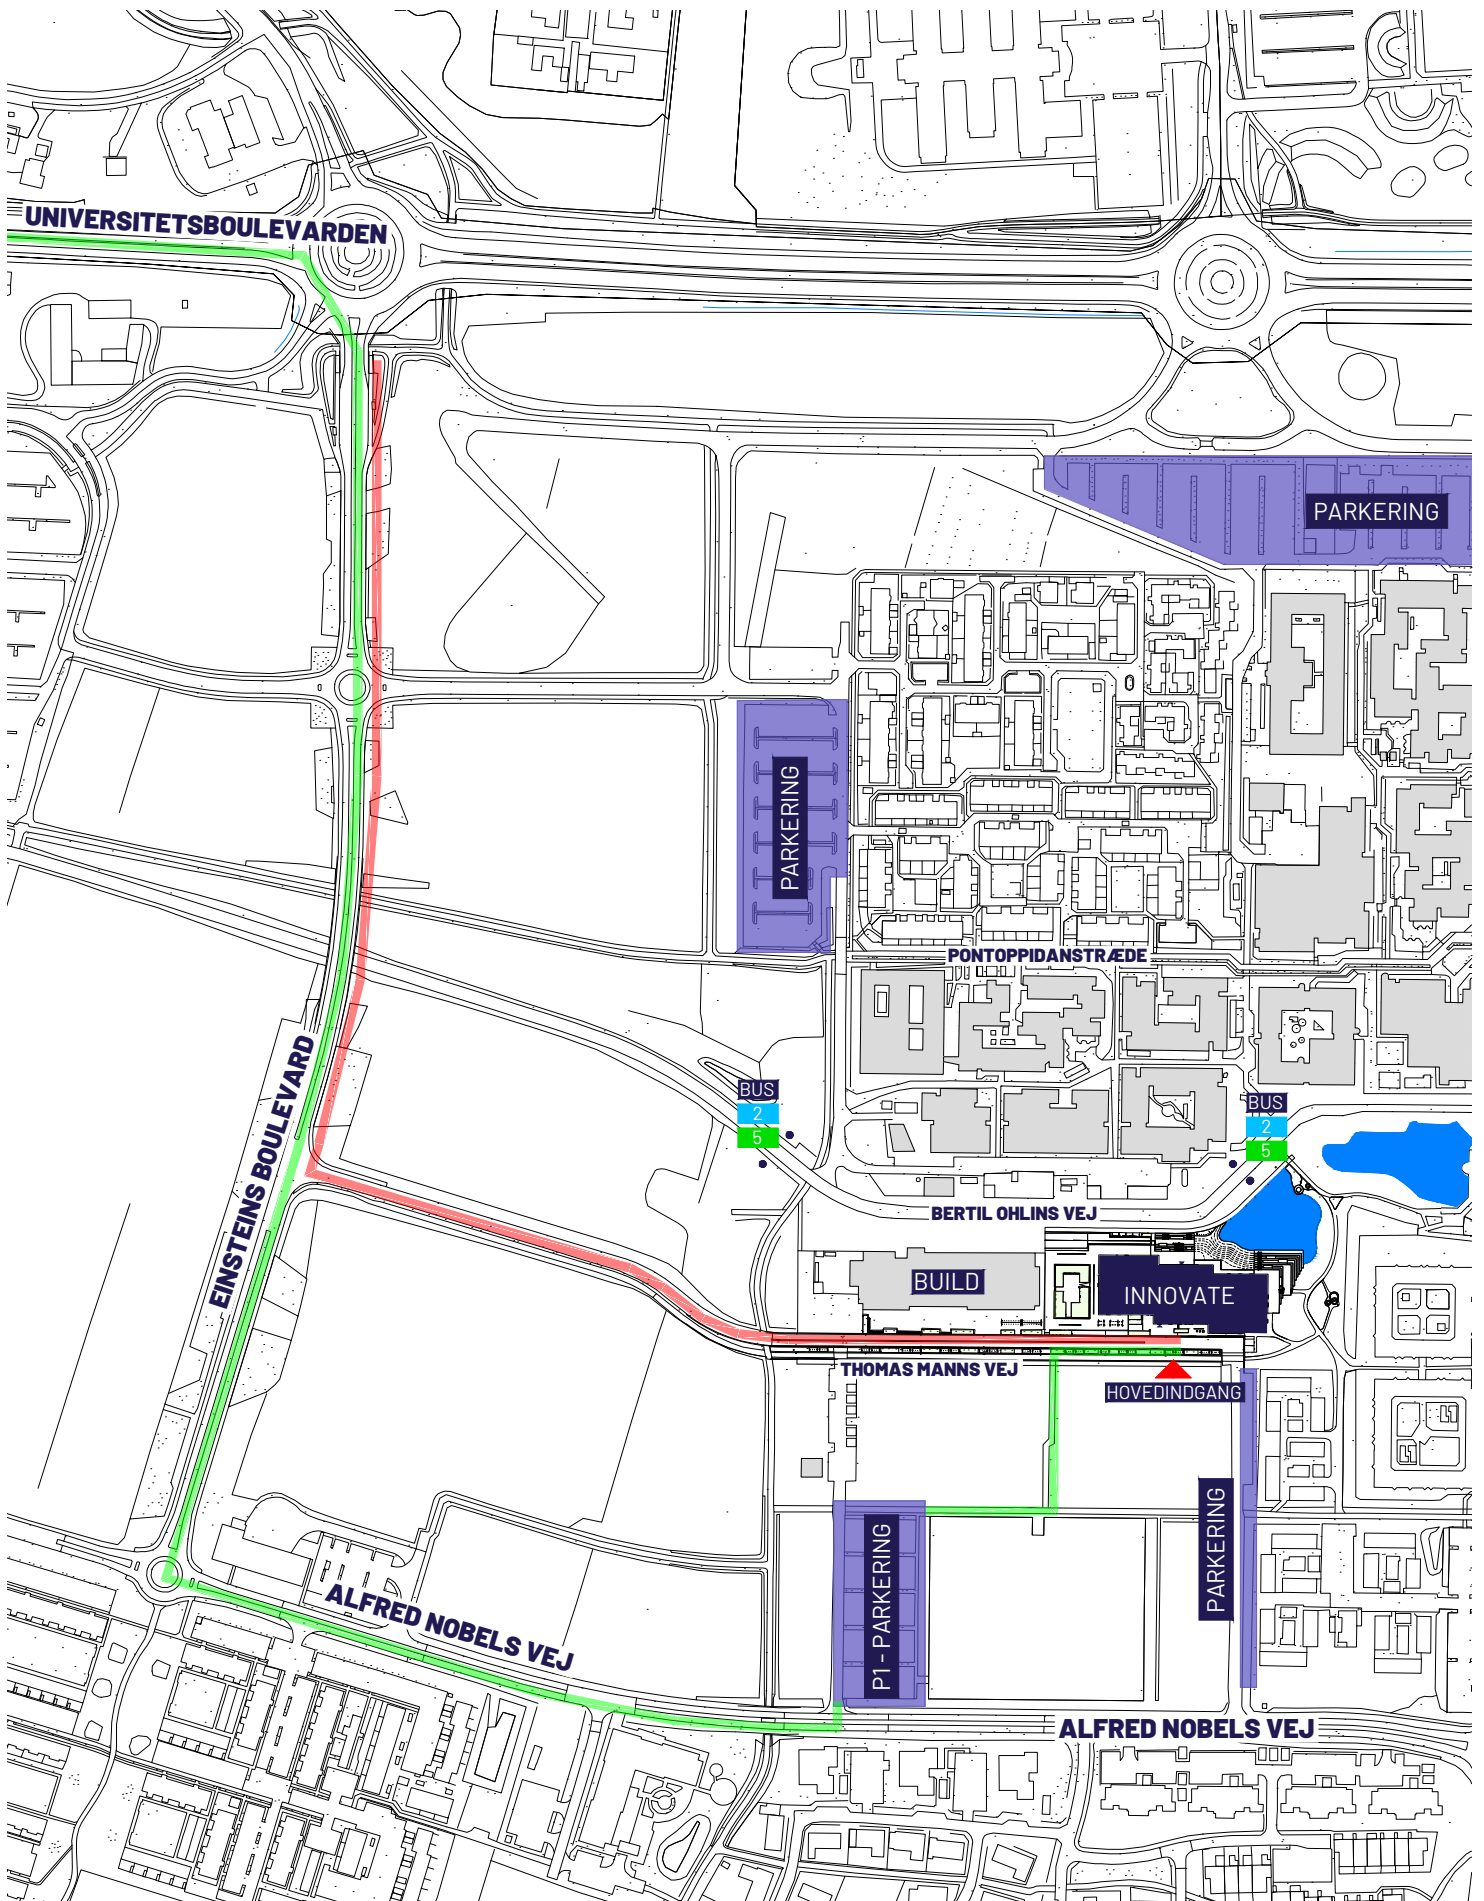 UNIVERSITETSBOULEVARDEN
PARKERING
PARKERING
PONTOPPIDANSTRÆDE
EINSTEINS BOULEVARD
BUS
2
5
BUS
2
5
BERTIL OHLINS VEJ
BUILD
INNOVATE
THOMAS MANNS VEJ
HOVEDINDGANG
PARKERING
P1-PARKERING
ALFRED NOBELS VEJ
ALFRED NOBELS VEJ